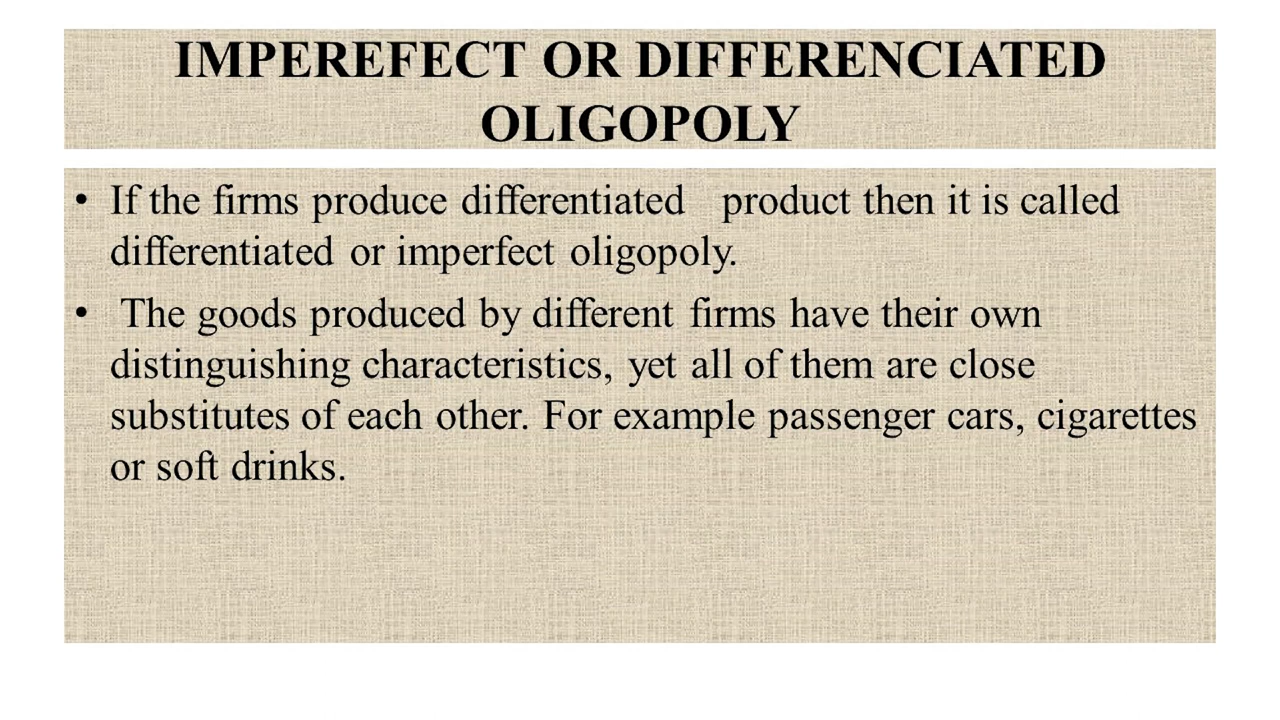 IMPEREFECT OR DIFFERENCIATED
OLIGOPOLY
• If the firms produce differentiated product then it is called
differentiated or imperfect oligopoly.
• The goods produced by different firms have their own
distinguishing characteristics, yet all of them are close
substitutes of each other. For example passenger cars, cigarettes
or soft drinks.